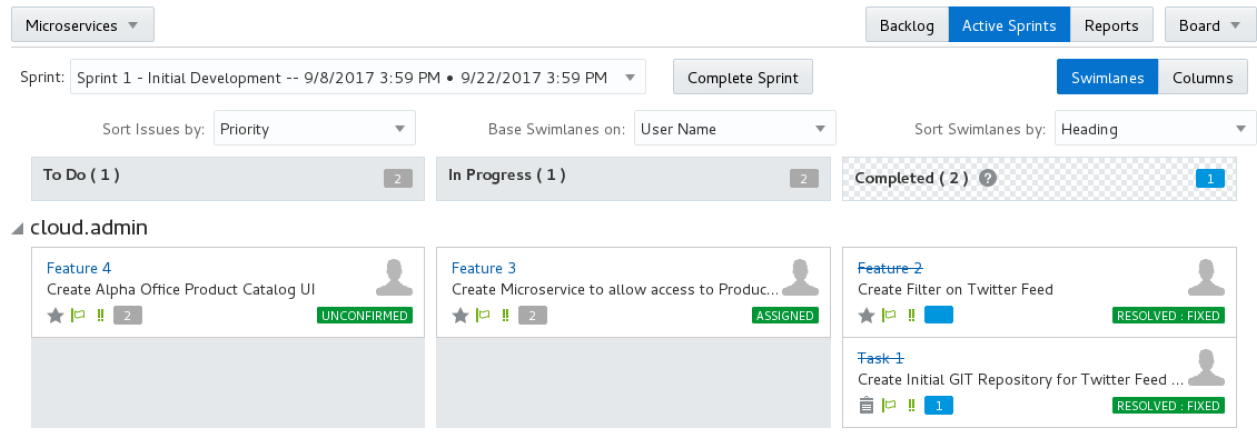 Microservices
Backlog Active Sprints Reports Board
Sprint: Sprint 1 - Initial Development -- 9/8/2017 3:59 PM • 9/22/2017 3:59 PM Complete Sprint Swimlanes Columns
Sort Issues by: Priority Base Swimlanes on: User Name Sort Swimlanes by: Heading
To Do ( 1 ) 2 In Progress ( 1 ) 2 Completed ( 2 ) ? 1
cloud.admin
Feature 4
Create Alpha Office Product Catalog UI
!! 2 UNCONFIRMED
Feature 3
Create Microservice to allow access to Produc...
!! 2 ASSIGNED
Feature 2
Create Filter on Twitter Feed
!! RESOLVED : FIXED
Task 1
Create Initial GIT Repository for Twitter Feed ...
!! 1 RESOLVED : FIXED